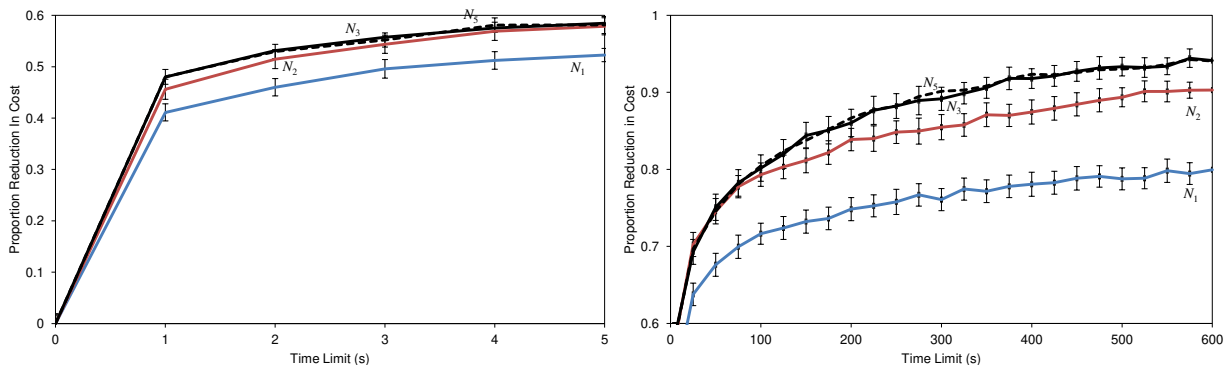 0.6
0.5
0.4
0.3
0.2
0.1
0
Proportion Reduction In Cost
N3
N5
N2
N1
0 1 2 3 4 5
Time Limit (s)
1
0.9
0.8
0.7
0.6
Proportion Reduction in Cost
N5
N3
N2
N1
0 100 200 300 400 500 600
Time Limit (s)